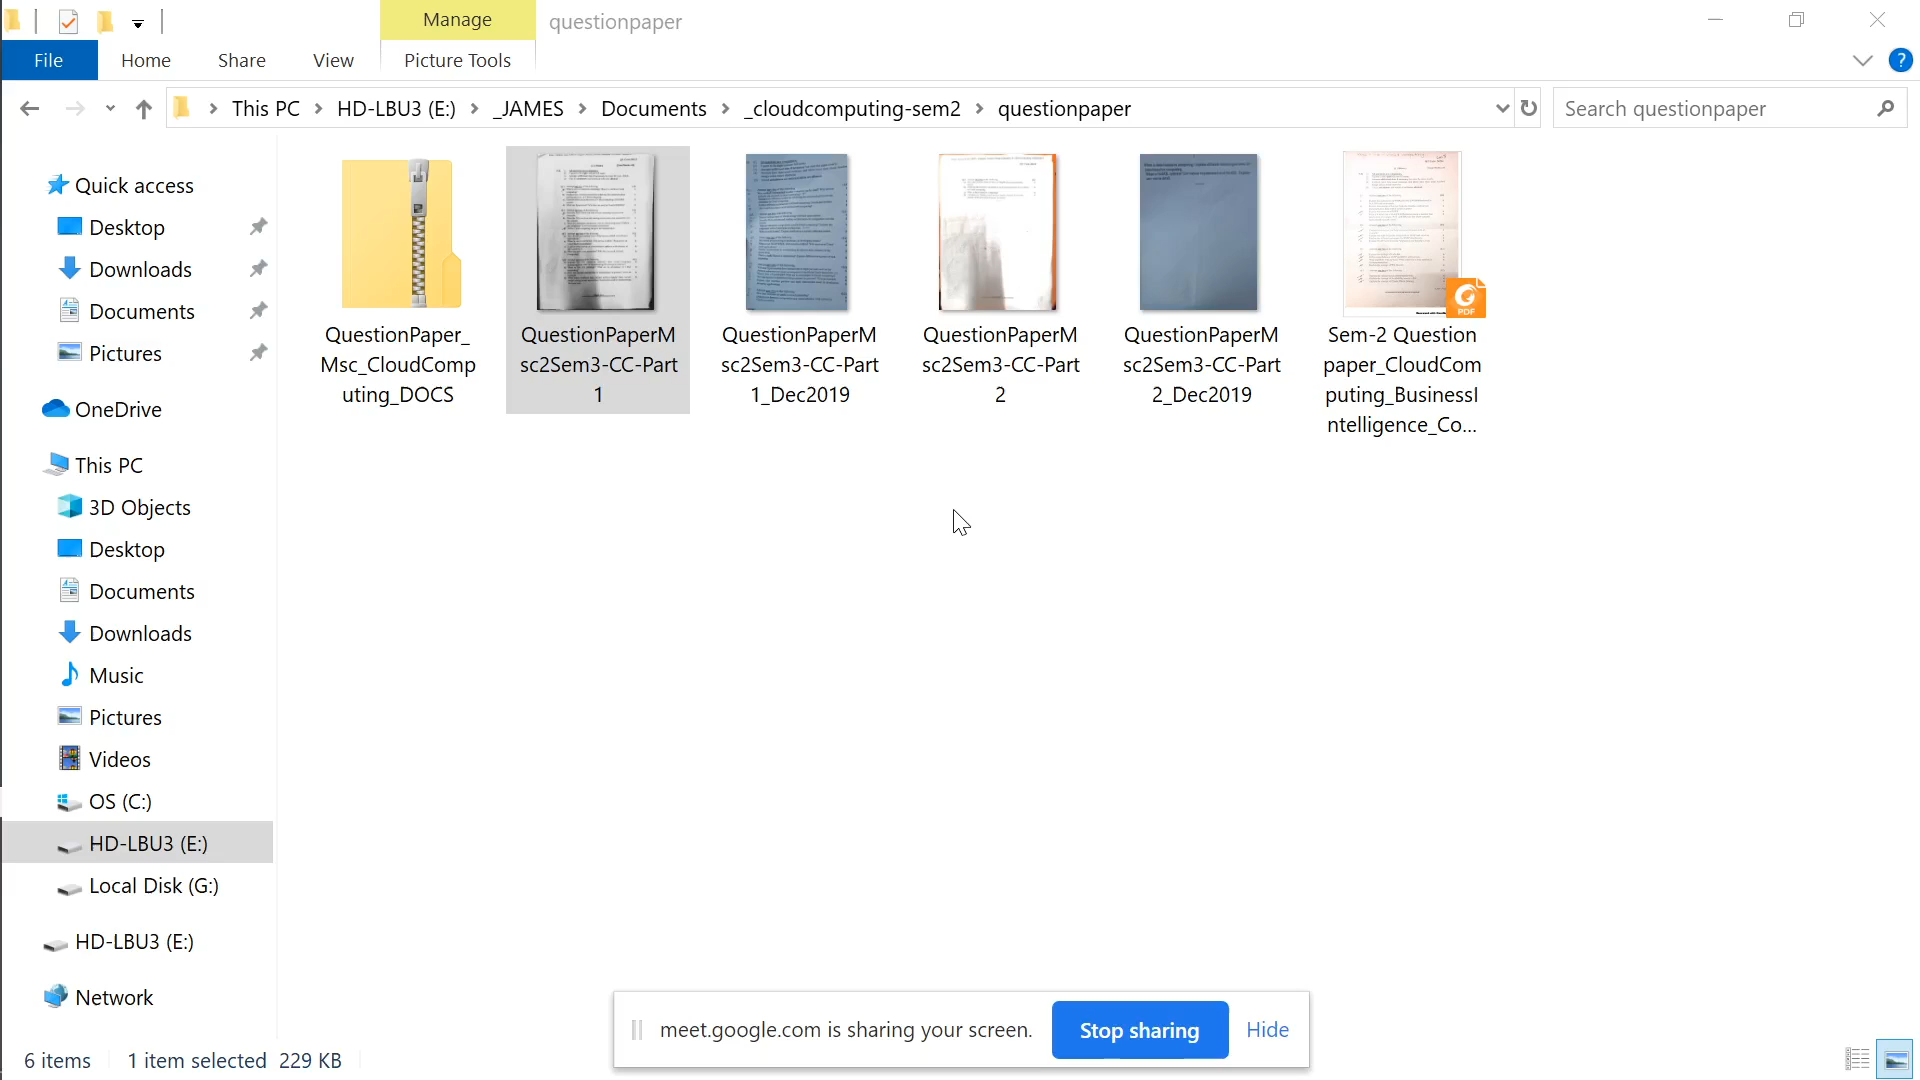 Manage
questionpaper
File
Home
Share
View
Picture Tools
?
This PC
HD-LBU3 (E:)
_JAMES
Documents
_cloudcomputing-sem2
questionpaper
Search questionpaper
Quick access
Desktop
Downloads
Documents
Pictures
OneDrive
This PC
3D Objects
Desktop
Documents
Downloads
Music
Pictures
Videos
OS (C:)
HD-LBU3 (E:)
Local Disk (G:)
HD-LBU3 (E:)
Network
QuestionPaper_
Msc_CloudComp
uting_DOCS
QuestionPaperM
sc2Sem3-CC-Part
1
QuestionPaperM
sc2Sem3-CC-Part
1_Dec2019
QuestionPaperM
sc2Sem3-CC-Part
2
QuestionPaperM
sc2Sem3-CC-Part
2_Dec2019
PDF
Sem-2 Question
paper_CloudCom
puting_BusinessI
ntelligence_Co...
meet.google.com is sharing your screen.
Stop sharing
Hide
6 items
1 item selected 229 KB